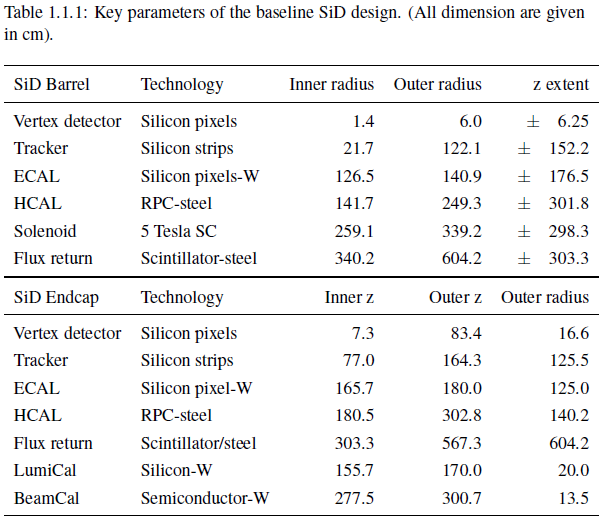 Table 1.1.1: Key parameters of the baseline SiD design. (All dimension are given
in cm).
SiD Barrel Technology Inner radius Outer radius z extent
Vertex detector Silicon pixels 1.4 6.0 ± 6.25
Tracker Silicon strips 21.7 122.1 ± 152.2
ECAL Silicon pixels-W 126.5 140.9 ± 176.5
HCAL RPC-steel 141.7 249.3 ± 301.8
Solenoid 5 Tesla SC 259.1 339.2 ± 298.3
Flux return Scintillator-steel 340.2 604.2 ± 303.3
SiD Endcap Technology Inner z Outer z Outer radius
Vertex detector Silicon pixels 7.3 83.4 16.6
Tracker Silicon strips 77.0 164.3 125.5
ECAL Silicon pixel-W 165.7 180.0 125.0
HCAL RPC-steel 180.5 302.8 140.2
Flux return Scintillator/steel 303.3 567.3 604.2
LumiCal Silicon-W 155.7 170.0 20.0
BeamCal Semiconductor-W 277.5 300.7 13.5